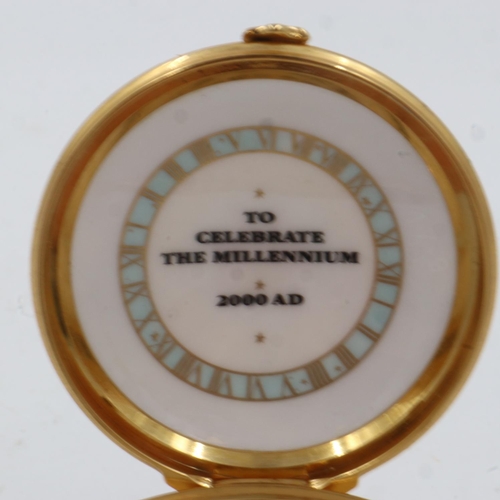 TO
CELEBRATE
THE MILLENNIUM
2000 AD